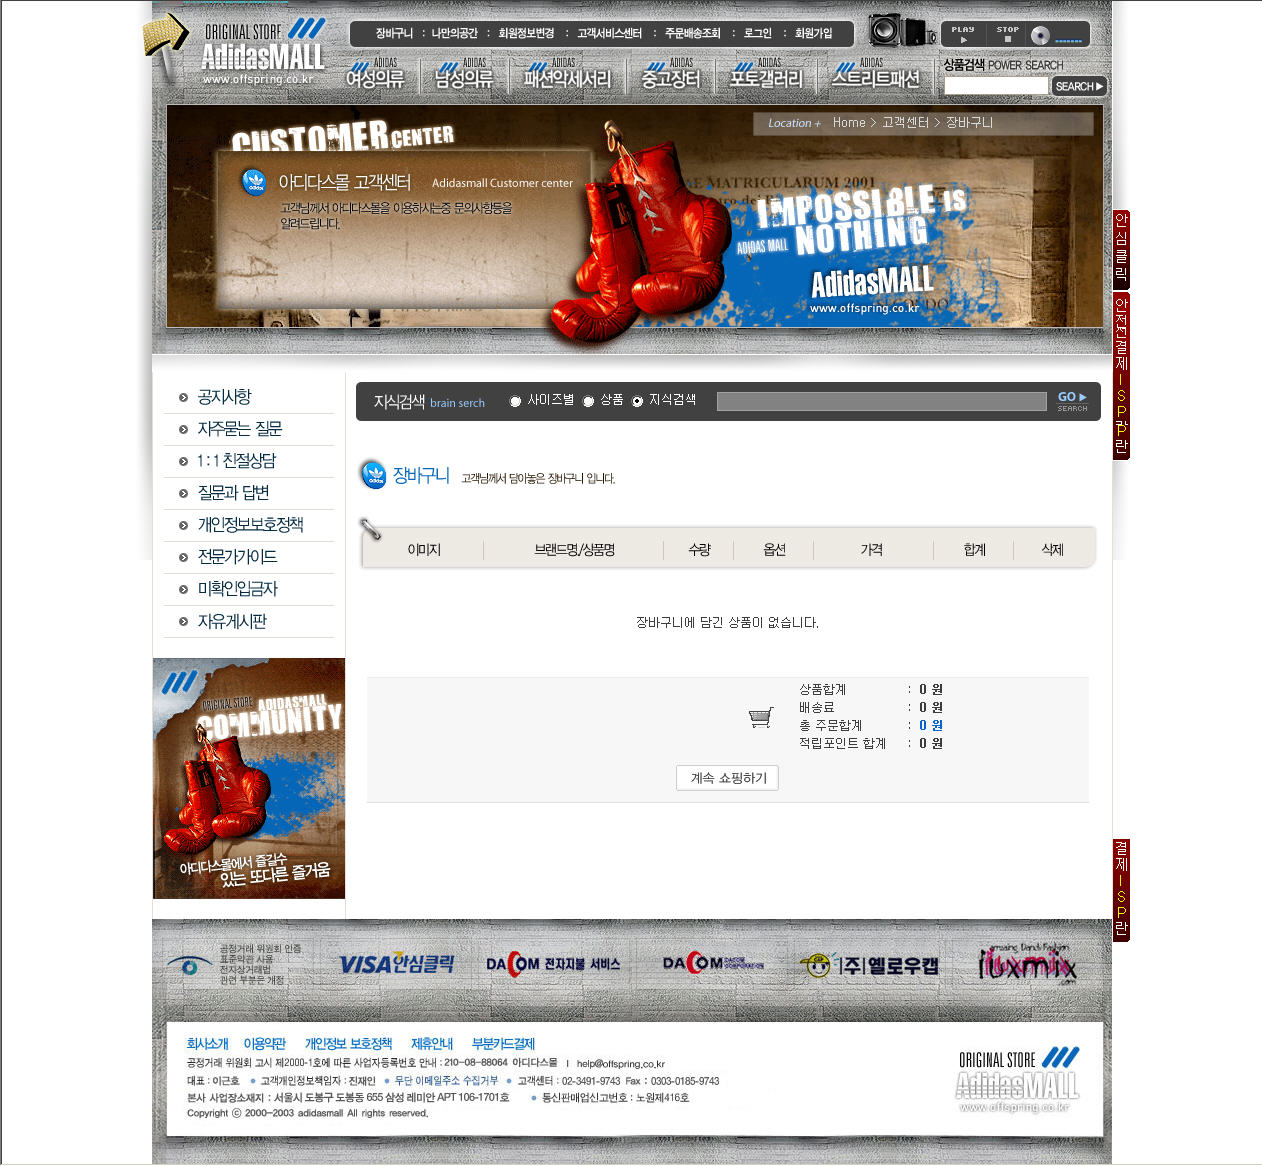 ORIGINAL STORE
AdidasMALL
www.offspring.co.kr
장바구니 : 나만의공간 : 회원정보변경 : 고객서비스센터 : 주문배송조회 : 로그인 : 회원가입
PLAY STOP
ADIDAS ADIDAS ADIDAS ADIDAS ADIDAS ADIDAS
여성의류 남성의류 패션악세서리 중고장터 포토갤러리 스트리트패션
상품검색 POWER SEARCH
SEARCH
Location + Home > 고객센터 > 장바구니
CUSTOMER CENTER
아디다스몰 고객센터 Adidasmall Customer center
고객님께서 아디다스몰을 이용하시는중 문의사항등을
알려드립니다.
MATRICULARUM 2001
IMPOSSIBLE IS
ADIDAS MALL NOTHING
AdidasMALL
www.offspring.co.kr
안심클릭
안전결제ISP란
공지사항
자주묻는 질문
1 : 1 친절상담
질문과 답변
개인정보보호정책
전문가가이드
미확인입금자
자유게시판
지식검색 brain serch 사이즈별 상품 지식검색 GO
SEARCH
장바구니 고객님께서 담아놓은 장바구니 입니다.
이미지 브랜드명/상품명 수량 옵션 가격 합계 삭제
장바구니에 담긴 상품이 없습니다.
상품합계 : 0 원
배송료 : 0 원
총 주문합계 : 0 원
적립포인트 합계 : 0 원
계속 쇼핑하기
ORIGINAL STORE ADIDASMALL
COMMUNITY
아디다스몰에서 즐길수
있는 또다른 즐거움
결제ISP란
공정거래 위원회 인증
표준약관 사용
전자상거래법
관련 부분은 개정
VISA안심클릭
DACOM 전자지불 서비스
DACOM DACOM CORPORATION
(주)옐로우캡
Amazing Dandi Fashion
iluxmix
.com
회사소개 이용약관 개인정보 보호정책 제휴안내 부분카드결제
공정거래 위원회 고시 제2000-1호에 따른 사업자등록번호 안내 : 210-08-88064 아디다스몰 I help@offspring.co.kr
대표 : 이근호 고객개인정보책임자 : 진재인 무단 이메일주소 수집거부 고객센터 : 02-3491-9743 Fax : 0303-0185-9743
본사 사업장소재지 : 서울시 도봉구 도봉동 655 삼성 레미안 APT 106-1701호 통신판매업신고번호 : 노원제416호
Copyright ⓒ 2000-2003 adidasmall All rights reserved.
ORIGINAL STORE
AdidasMALL
www.offspring.co.kr